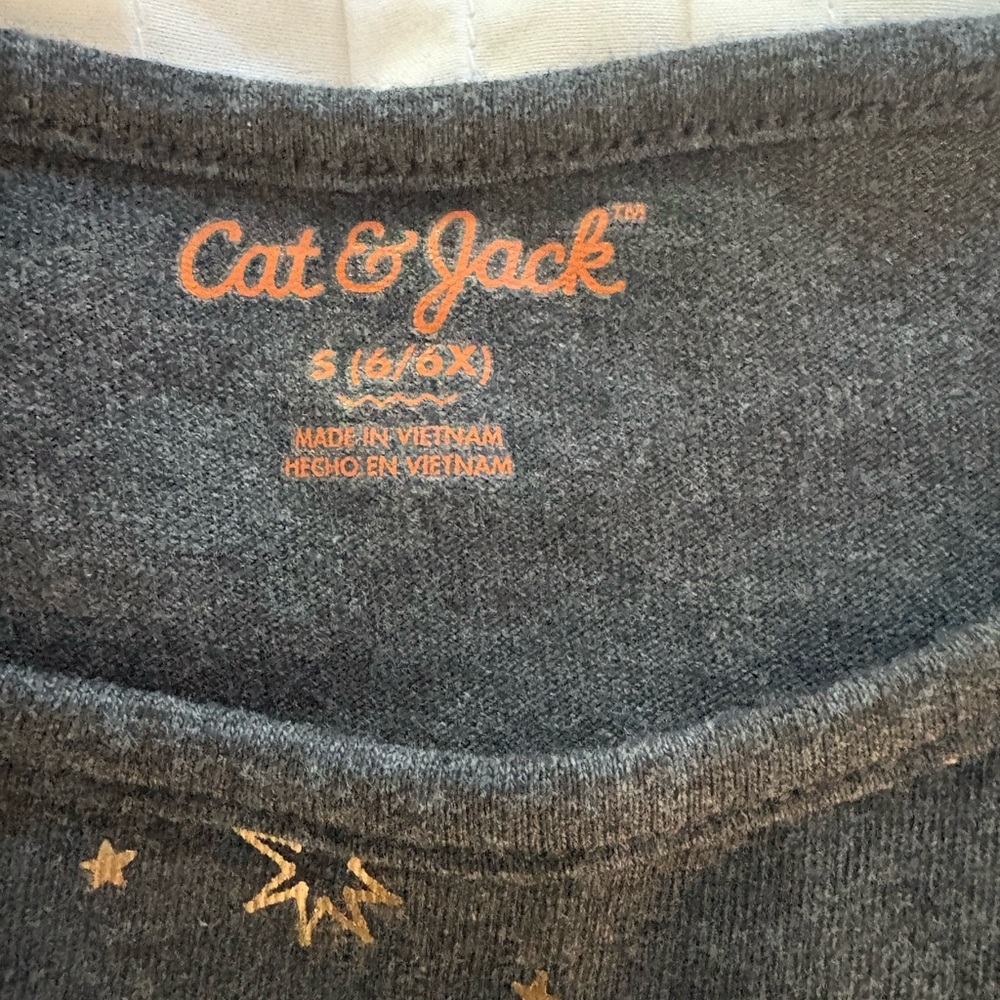 Cat & Jack™
S (6/6X)
MADE IN VIETNAM
HECHO EN VIETNAM